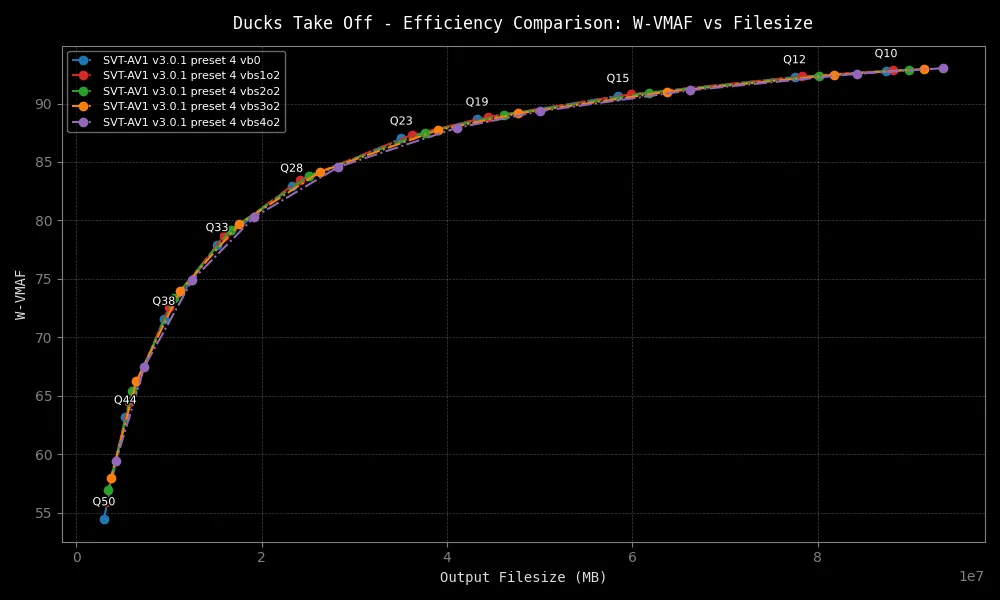 Ducks Take Off - Efficiency Comparison: W-VMAF vs Filesize
SVT-AV1 v3.0.1 preset 4 vb0
SVT-AV1 v3.0.1 preset 4 vbs1o2
SVT-AV1 v3.0.1 preset 4 vbs2o2
SVT-AV1 v3.0.1 preset 4 vbs3o2
SVT-AV1 v3.0.1 preset 4 vbs4o2
Q10
Q12
Q15
Q19
Q23
Q28
Q33
Q38
Q44
Q50
W-VMAF
90
85
80
75
70
65
60
55
0
2
4
6
8
1e7
Output Filesize (MB)